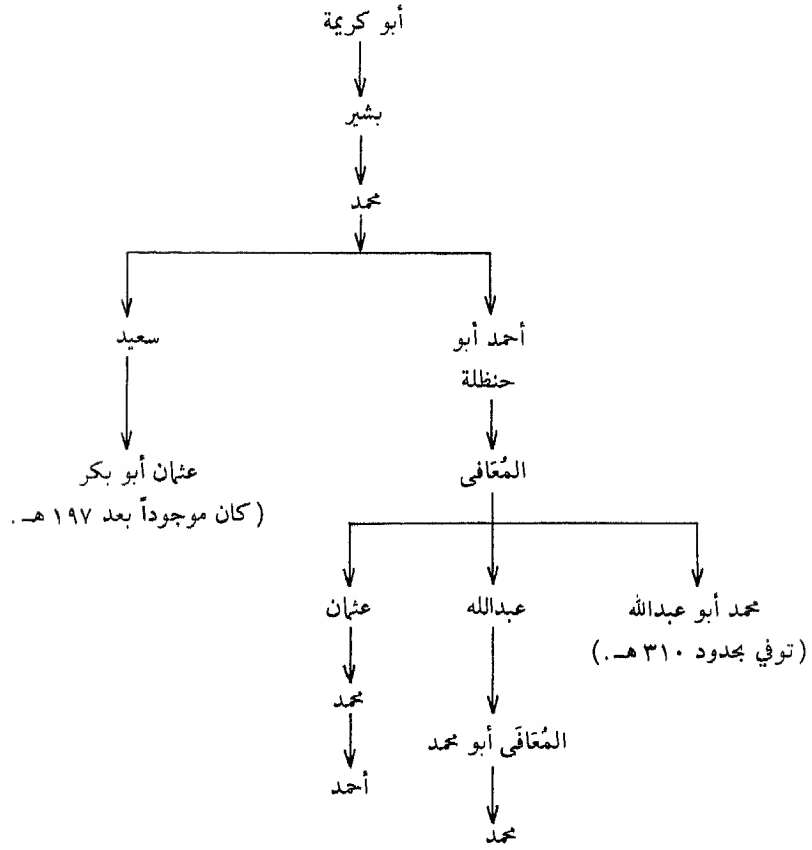 أبو كريمة
بشير
محمد
أحمد أبو
حنظلة
سعيد
المُعَافى
عثمان أبو بكر
(كان موجوداً بعد ١٩٧ هـ.
محمد أبو عبدالله
(توفي بحدود ٣١٠ هـ.)
عبدالله
عثمان
محمد
المُعَافَى أبو محمد
أحمد
محمد